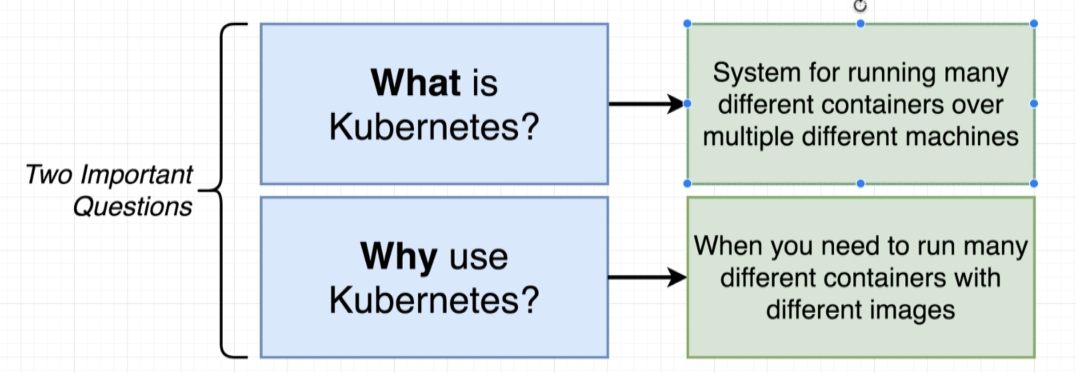 Two Important
Questions
What is
Kubernetes?
System for running many
different containers over
multiple different machines
Why use
Kubernetes?
When you need to run many
different containers with
different images